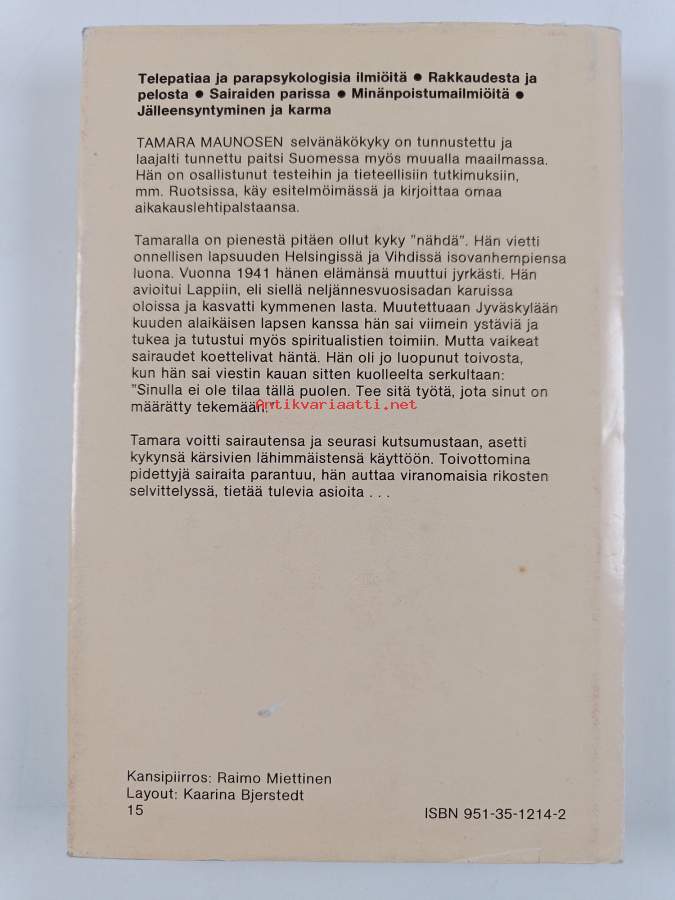 Telepatiaa ja parapsykologisia ilmiöitä ● Rakkaudesta ja
pelosta ● Sairaiden parissa ● Minänpoistumailmiöitä ●
Jälleensyntyminen ja karma
TAMARA MAUNOSEN selvänäkökyky on tunnustettu ja
laajalti tunnettu paitsi Suomessa myös muualla maailmassa.
Hän on osallistunut testeihin ja tieteellisiin tutkimuksiin,
mm. Ruotsissa, käy esitelmöimässä ja kirjoittaa omaa
aikakauslehtipalstaansa.
Tamaralla on pienestä pitäen ollut kyky "nähdä". Hän vietti
onnellisen lapsuuden Helsingissä ja Vihdissä isovanhempiensa
luona. Vuonna 1941 hänen elämänsä muuttui jyrkästi. Hän
avioitui Lappiin, eli siellä neljännesvuosisadan karuissa
oloissa ja kasvatti kymmenen lasta. Muutettuaan Jyväskylään
kuuden alaikäisen lapsen kanssa hän sai viimein ystäviä ja
tukea ja tutustui myös spiritualistien toimiin. Mutta vaikeat
sairaudet koettelivat häntä. Hän oli jo luopunut toivosta,
kun hän sai viestin kauan sitten kuolleelta serkultaan:
"Sinulla ei ole tilaa tällä puolen. Tee sitä työtä, jota sinut on
määrätty tekemään."
Antikvariaatti.net
Tamara voitti sairautensa ja seurasi kutsumustaan, asetti
kykynsä kärsivien lähimmäistensä käyttöön. Toivottomina
pidettyjä sairaita parantuu, hän auttaa viranomaisia rikosten
selvittelyssä, tietää tulevia asioita . . .
Kansipiirros: Raimo Miettinen
Layout: Kaarina Bjerstedt
15
ISBN 951-35-1214-2